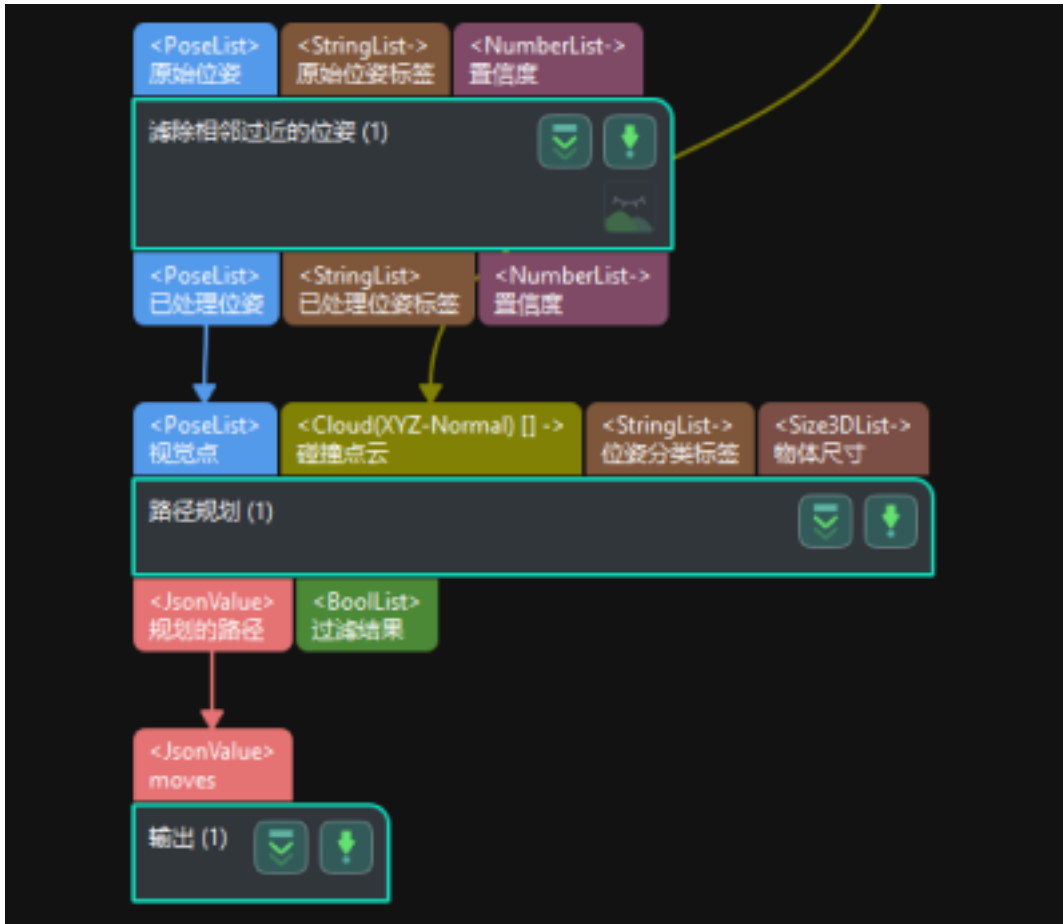 <PoseList> <StringList-> <NumberList->
原始位姿 原始位姿标签 置信度
滤除相邻过近的位姿 (1)
<PoseList> <StringList> <NumberList->
已处理位姿 已处理位姿标签 置信度
<PoseList> <Cloud(XYZ-Normal) [] -> <StringList-> <Size3DList->
视觉点 碰撞点云 位姿分类标签 物体尺寸
路径规划 (1)
<JsonValue> <BoolList>
规划的路径 过滤结果
<JsonValue>
moves
输出 (1)